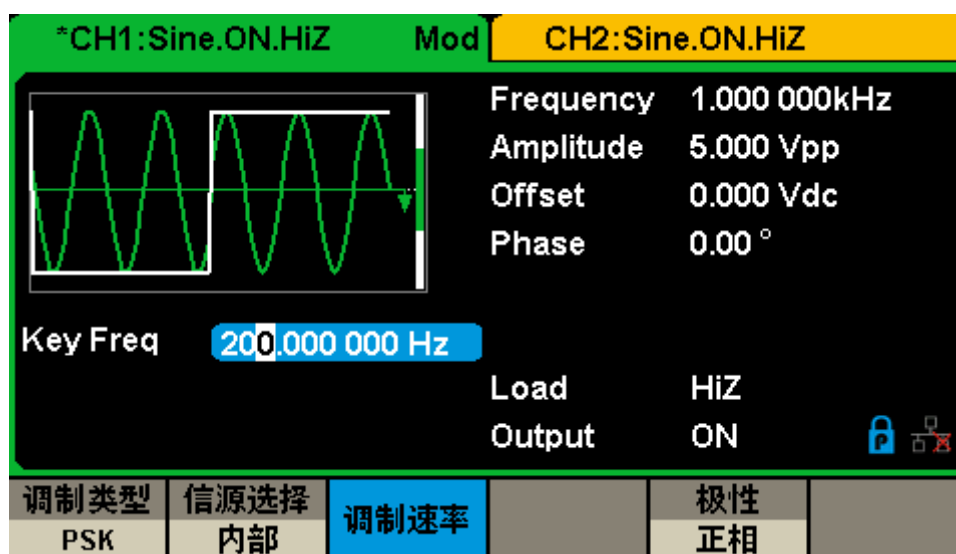 *CH1:Sine.ON.HiZ Mod CH2:Sine.ON.HiZ
Frequency 1.000 000kHz
Amplitude 5.000 Vpp
Offset 0.000 Vdc
Phase 0.00 °
Key Freq 200.000 000 Hz
Load HiZ
Output ON P
调制类型 信源选择 调制速率 极性
PSK 内部 正相